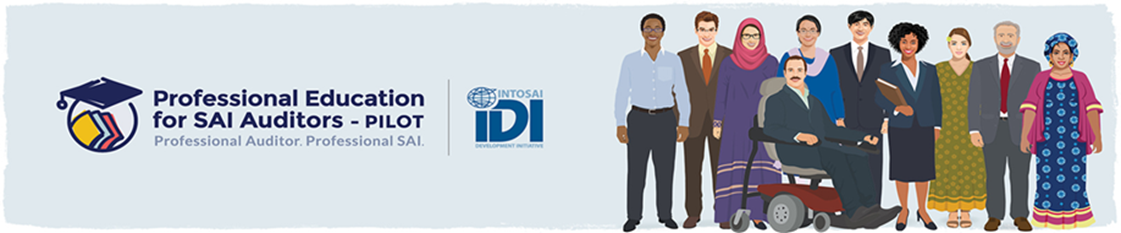 Professional Education
for SAI Auditors - PILOT
Professional Auditor. Professional SAI.
INTOSAI
IDI
DEVELOPMENT INITIATIVE